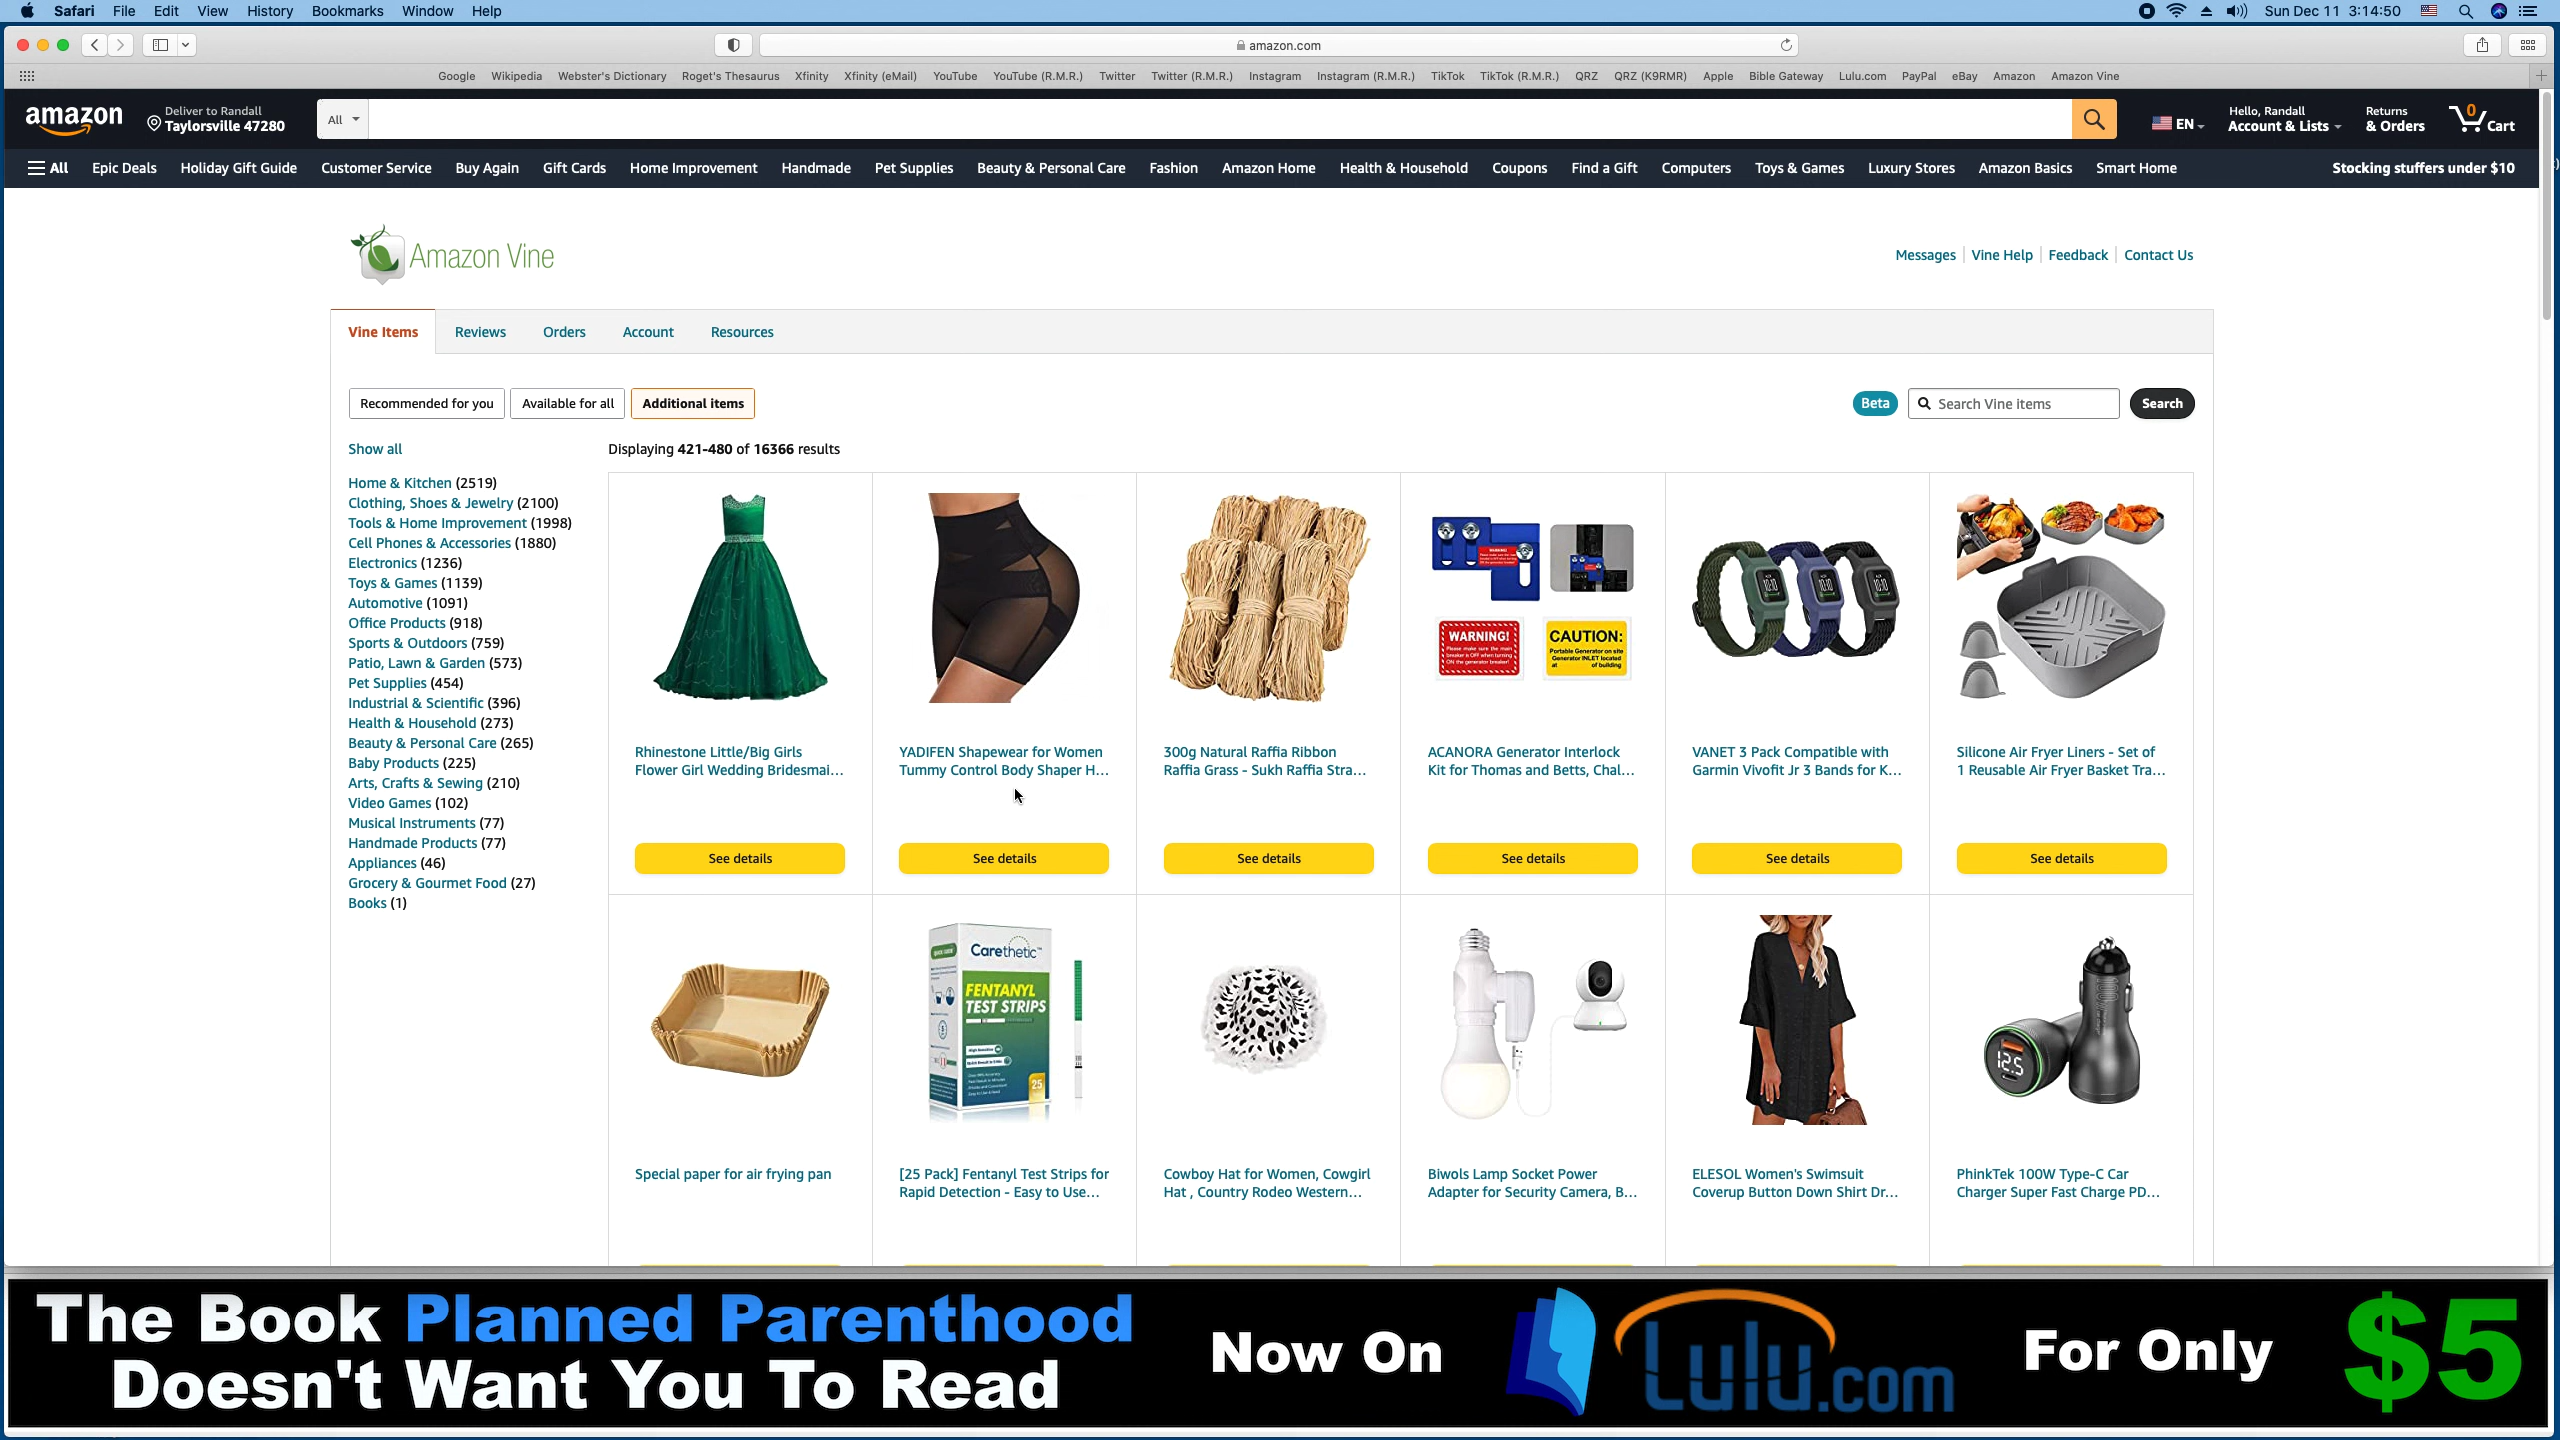 Safari File Edit View History Bookmarks Window Help Sun Dec 11 3:14:50
amazon.com
Google Wikipedia Webster's Dictionary Roget's Thesaurus Xfinity Xfinity (eMail) YouTube YouTube (R.M.R.) Twitter Twitter (R.M.R.) Instagram Instagram (R.M.R.) TikTok TikTok (R.M.R.) QRZ QRZ (K9RMR) Apple Bible Gateway Lulu.com PayPal eBay Amazon Amazon Vine
amazon
Deliver to Randall
Taylorsville 47280
All
EN
Hello, Randall
Account & Lists
Returns
& Orders
0
Cart
All Epic Deals Holiday Gift Guide Customer Service Buy Again Gift Cards Home Improvement Handmade Pet Supplies Beauty & Personal Care Fashion Amazon Home Health & Household Coupons Find a Gift Computers Toys & Games Luxury Stores Amazon Basics Smart Home Stocking stuffers under $10
Amazon Vine
Messages Vine Help Feedback Contact Us
Vine Items Reviews Orders Account Resources
Recommended for you Available for all Additional items
Beta Search Vine items Search
Show all
Displaying 421-480 of 16366 results
Home & Kitchen (2519)
Clothing, Shoes & Jewelry (2100)
Tools & Home Improvement (1998)
Cell Phones & Accessories (1880)
Electronics (1236)
Toys & Games (1139)
Automotive (1091)
Office Products (918)
Sports & Outdoors (759)
Patio, Lawn & Garden (573)
Pet Supplies (454)
Industrial & Scientific (396)
Health & Household (273)
Beauty & Personal Care (265)
Baby Products (225)
Arts, Crafts & Sewing (210)
Video Games (102)
Musical Instruments (77)
Handmade Products (77)
Appliances (46)
Grocery & Gourmet Food (27)
Books (1)
WARNING!
Please make sure the main
breaker is OFF when turning
ON the generator breaker!
CAUTION:
Portable Generator on site
Generator INLET located
at of building
Rhinestone Little/Big Girls
Flower Girl Wedding Bridesmai...
YADIFEN Shapewear for Women
Tummy Control Body Shaper H...
300g Natural Raffia Ribbon
Raffia Grass - Sukh Raffia Stra...
ACANORA Generator Interlock
Kit for Thomas and Betts, Chal...
VANET 3 Pack Compatible with
Garmin Vivofit Jr 3 Bands for K...
Silicone Air Fryer Liners - Set of
1 Reusable Air Fryer Basket Tra...
See details See details See details See details See details See details
Carethetic™
FENTANYL
TEST STRIPS
25
100W
12.5
Special paper for air frying pan
[25 Pack] Fentanyl Test Strips for
Rapid Detection - Easy to Use...
Cowboy Hat for Women, Cowgirl
Hat , Country Rodeo Western...
Biwols Lamp Socket Power
Adapter for Security Camera, B...
ELESOL Women's Swimsuit
Coverup Button Down Shirt Dr...
PhinkTek 100W Type-C Car
Charger Super Fast Charge PD...
The Book Planned Parenthood
Doesn't Want You To Read
Now On
Lulu.com
For Only
$5